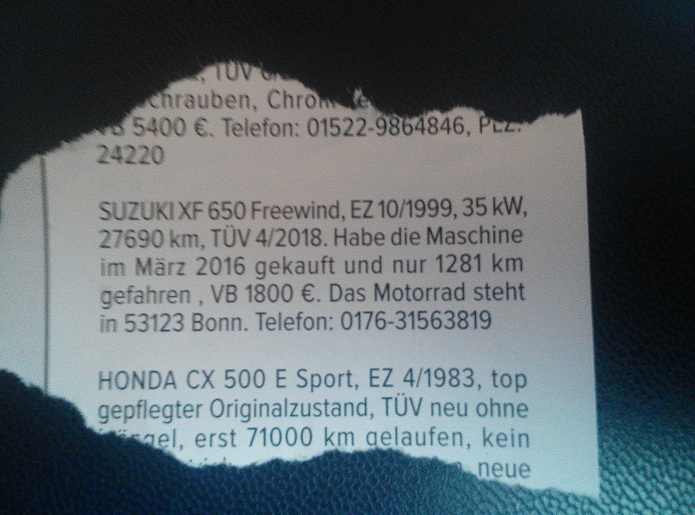 TÜV
Schrauben, Chrom
VB 5400 €. Telefon: 01522-9864846, PLZ:
24220
SUZUKI XF 650 Freewind, EZ 10/1999, 35 kW,
27690 km, TÜV 4/2018. Habe die Maschine
im März 2016 gekauft und nur 1281 km
gefahren , VB 1800 €. Das Motorrad steht
in 53123 Bonn. Telefon: 0176-31563819
HONDA CX 500 E Sport, EZ 4/1983, top
gepflegter Originalzustand, TÜV neu ohne
Mängel, erst 71000 km gelaufen, kein
neue